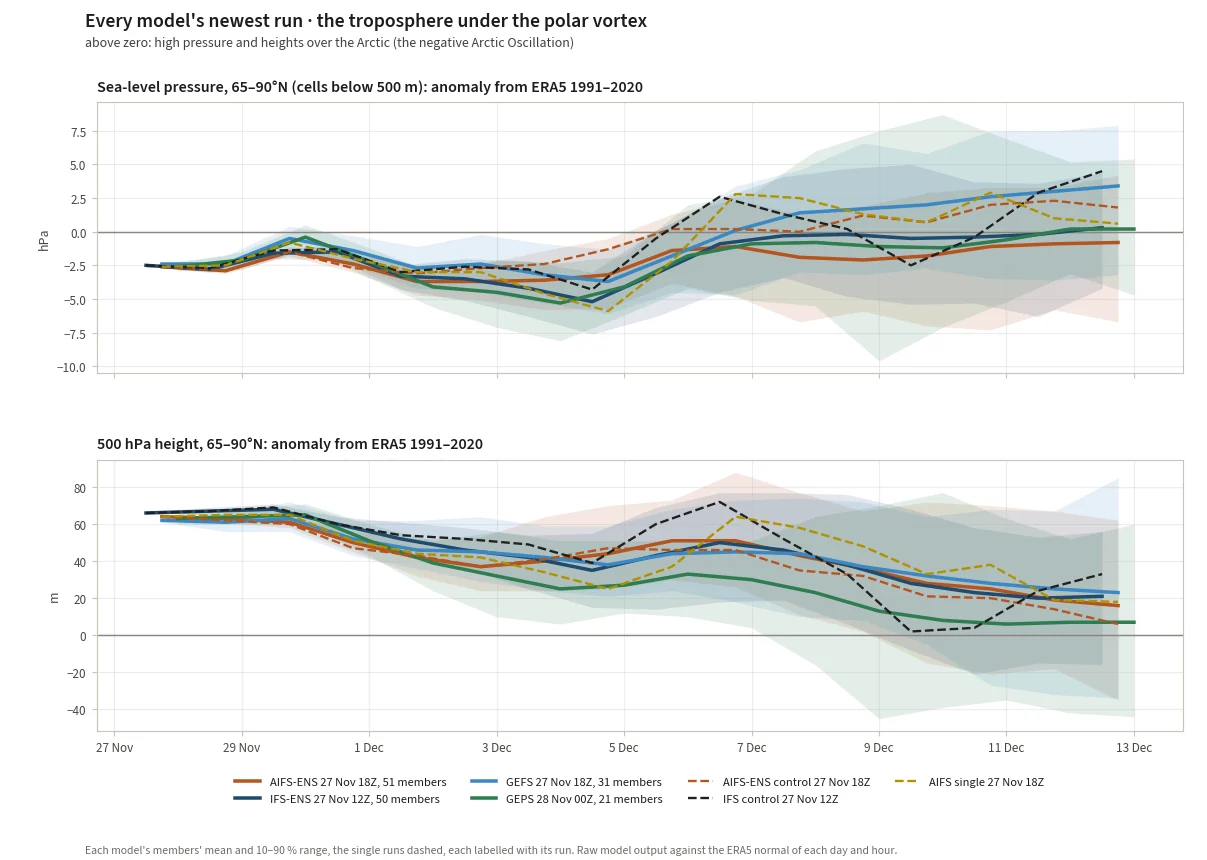 Every model's newest run · the troposphere under the polar vortex
above zero: high pressure and heights over the Arctic (the negative Arctic Oscillation)
Sea-level pressure, 65–90°N (cells below 500 m): anomaly from ERA5 1991–2020
7.5
5.0
2.5
0.0
−2.5
−5.0
−7.5
−10.0
hPa
500 hPa height, 65–90°N: anomaly from ERA5 1991–2020
80
60
40
20
0
−20
−40
m
27 Nov 29 Nov 1 Dec 3 Dec 5 Dec 7 Dec 9 Dec 11 Dec 13 Dec
AIFS-ENS 27 Nov 18Z, 51 members GEFS 27 Nov 18Z, 31 members AIFS-ENS control 27 Nov 18Z AIFS single 27 Nov 18Z
IFS-ENS 27 Nov 12Z, 50 members GEPS 28 Nov 00Z, 21 members IFS control 27 Nov 12Z
Each model's members' mean and 10–90 % range, the single runs dashed, each labelled with its run. Raw model output against the ERA5 normal of each day and hour.